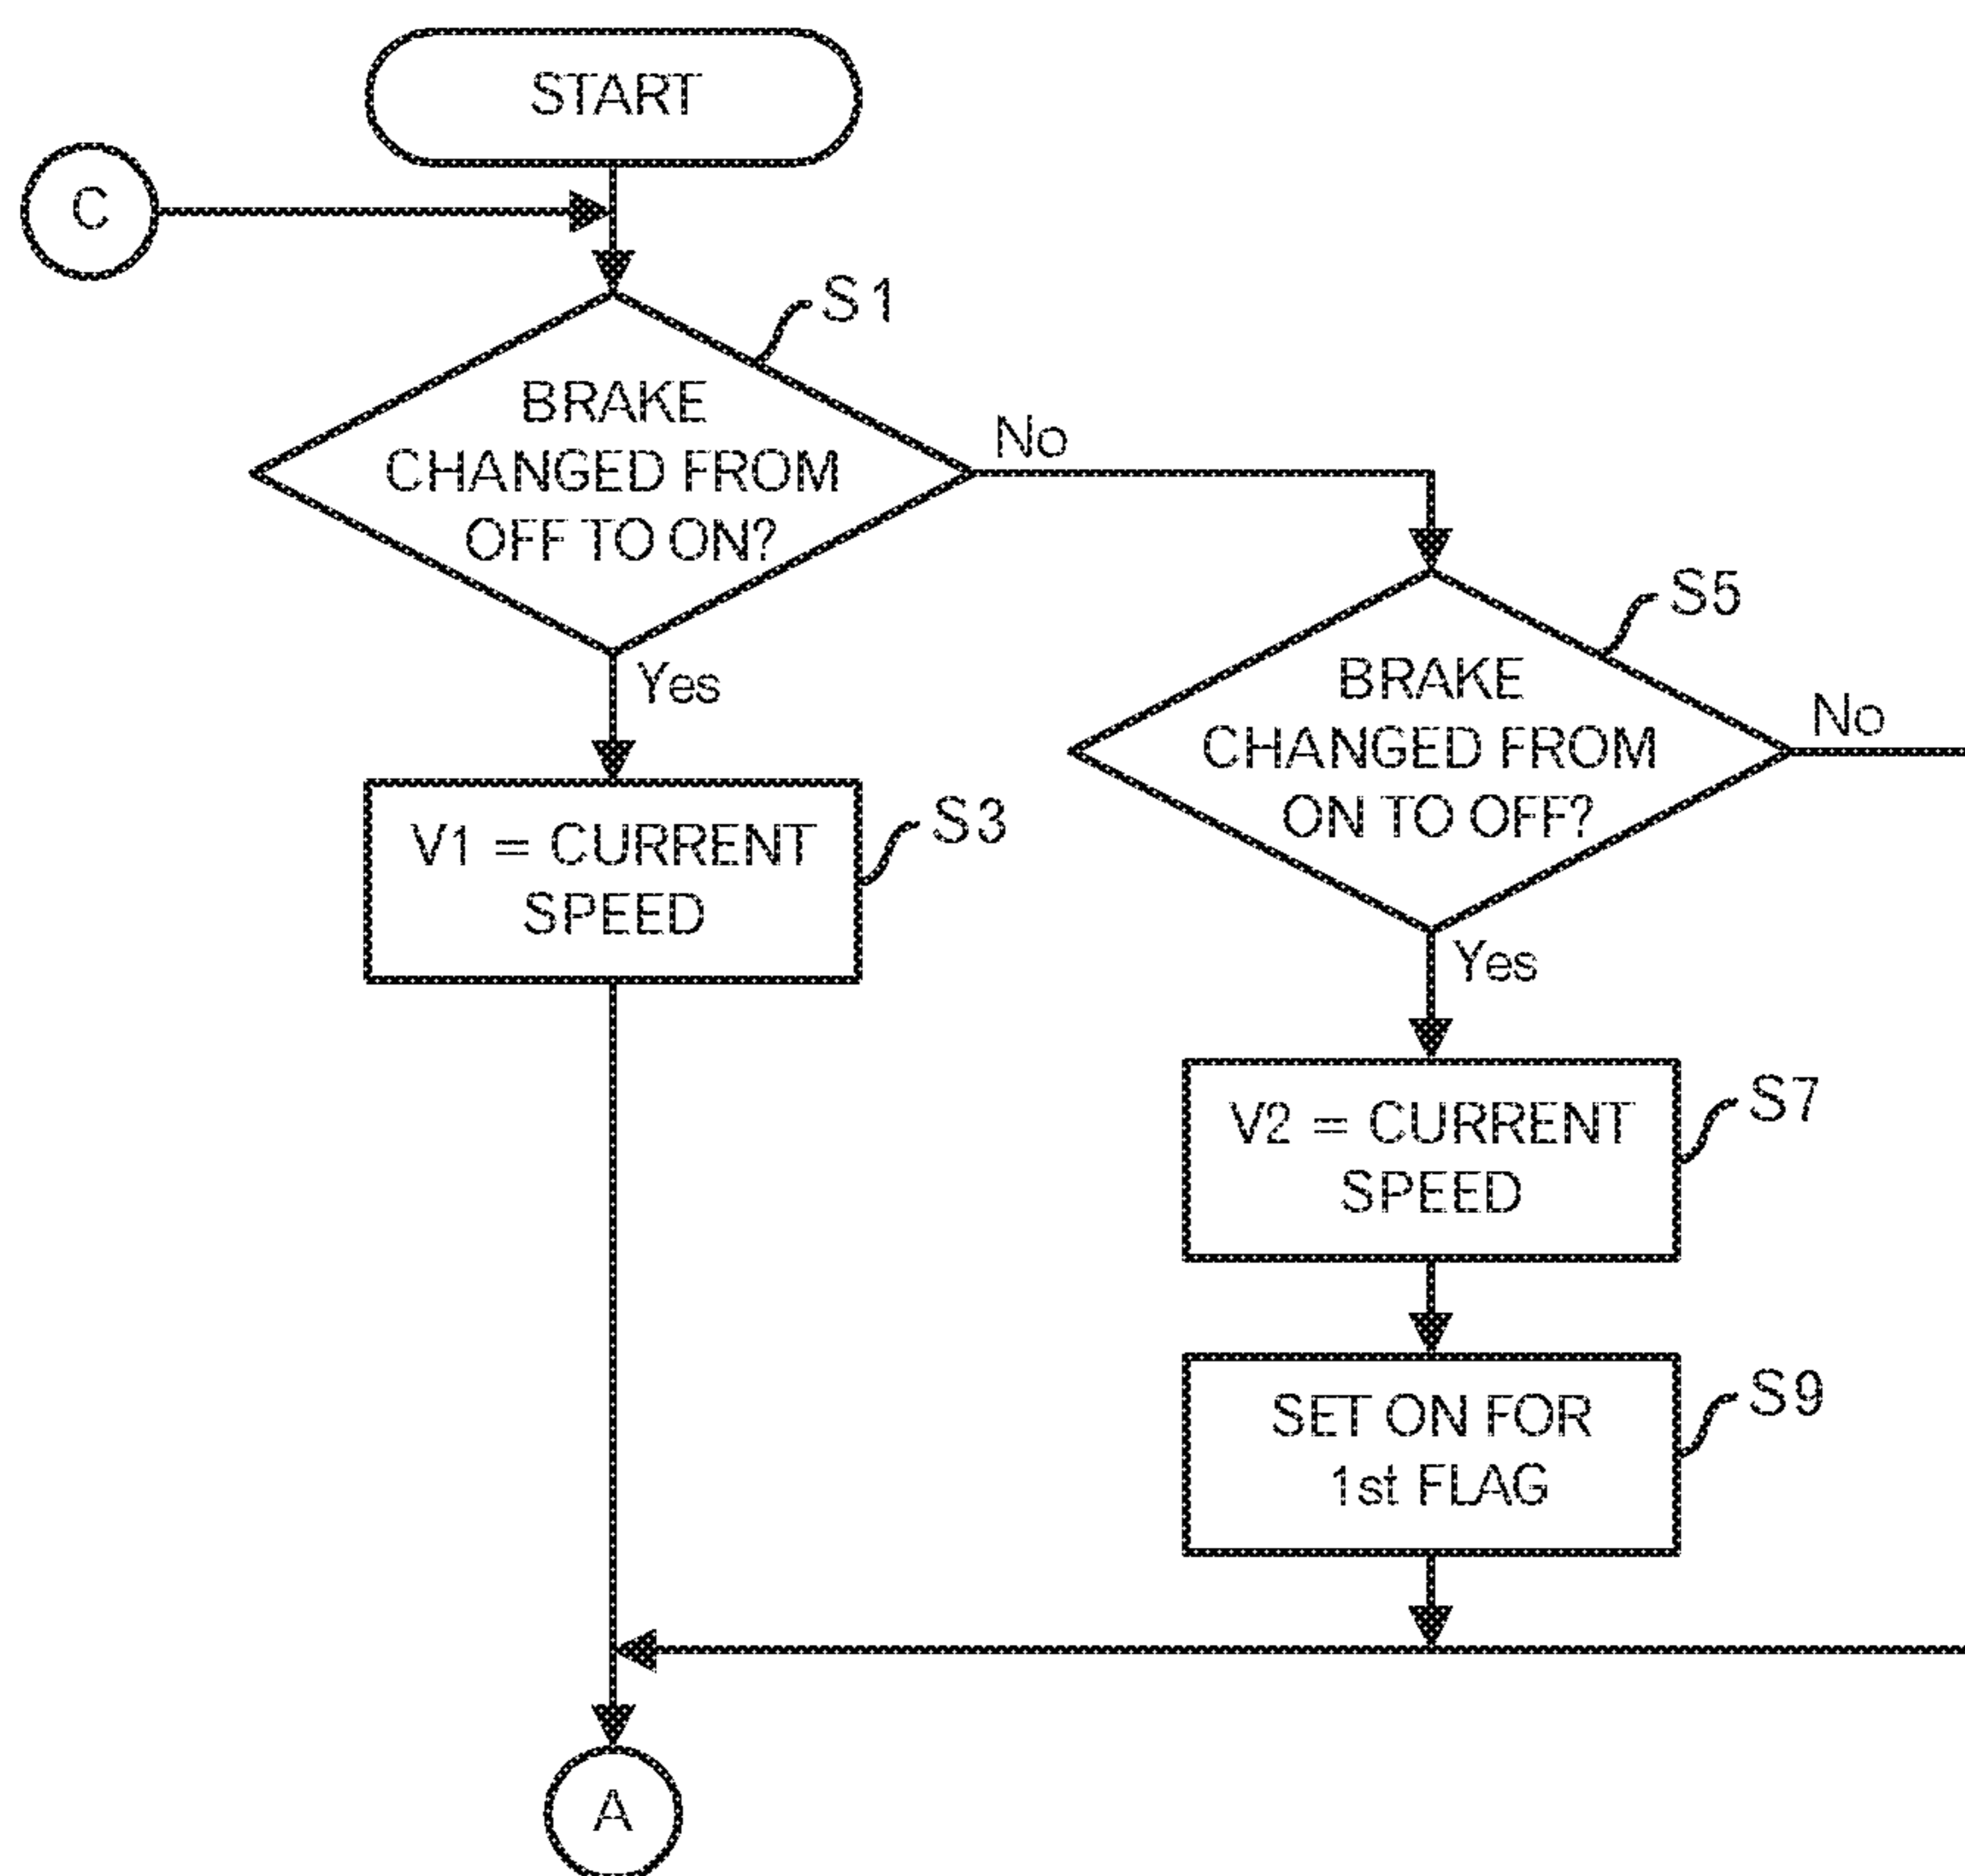 START
C
S1
BRAKE
CHANGED FROM
OFF TO ON?
No
Yes
S5
BRAKE
CHANGED FROM
ON TO OFF?
No
Yes
V1 = CURRENT
SPEED
S3
V2 = CURRENT
SPEED
S7
SET ON FOR
1st FLAG
S9
A